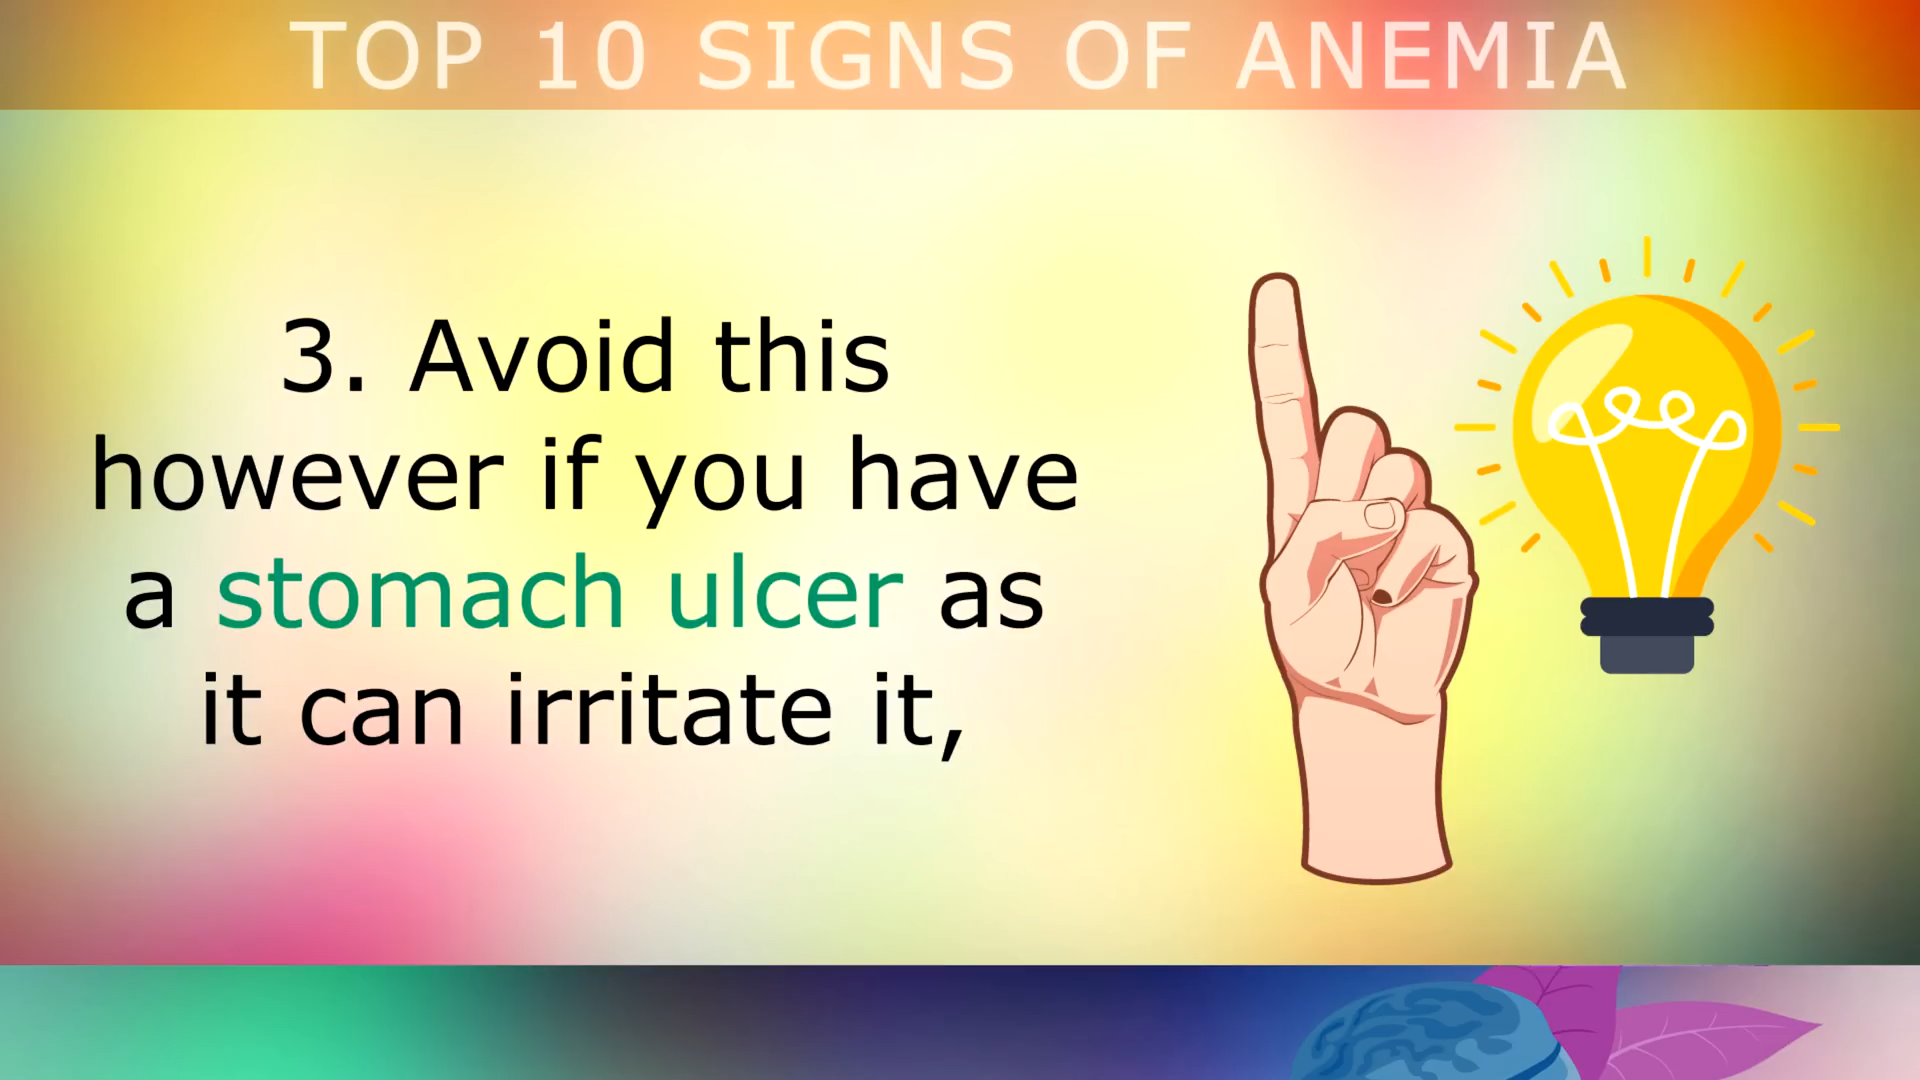 TOP 10 SIGNS OF ANEMIA
3. Avoid this
however if you have
a stomach ulcer as
it can irritate it,